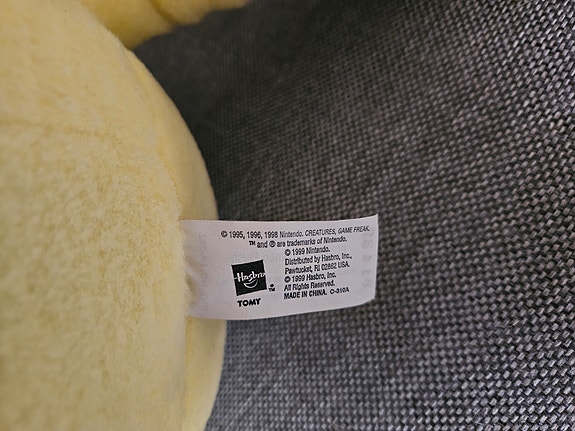 © 1995, 1996, 1998 Nintendo. CREATURES, GAME FREAK.
™ and ® are trademarks of Nintendo.
© 1999 Nintendo.
Distributed by Hasbro, Inc.,
Pawtucket, RI 02862 USA.
© 1999 Hasbro, Inc.
All Rights Reserved.
MADE IN CHINA. C-310A
Hasbro
™
TOMY